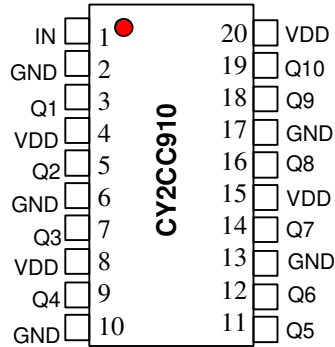 IN 1 20 VDD
GND 2 19 Q10
Q1 3 18 Q9
VDD 4 17 GND
Q2 5 16 Q8
GND 6 15 VDD
Q3 7 14 Q7
VDD 8 13 GND
Q4 9 12 Q6
GND 10 11 Q5
CY2CC910